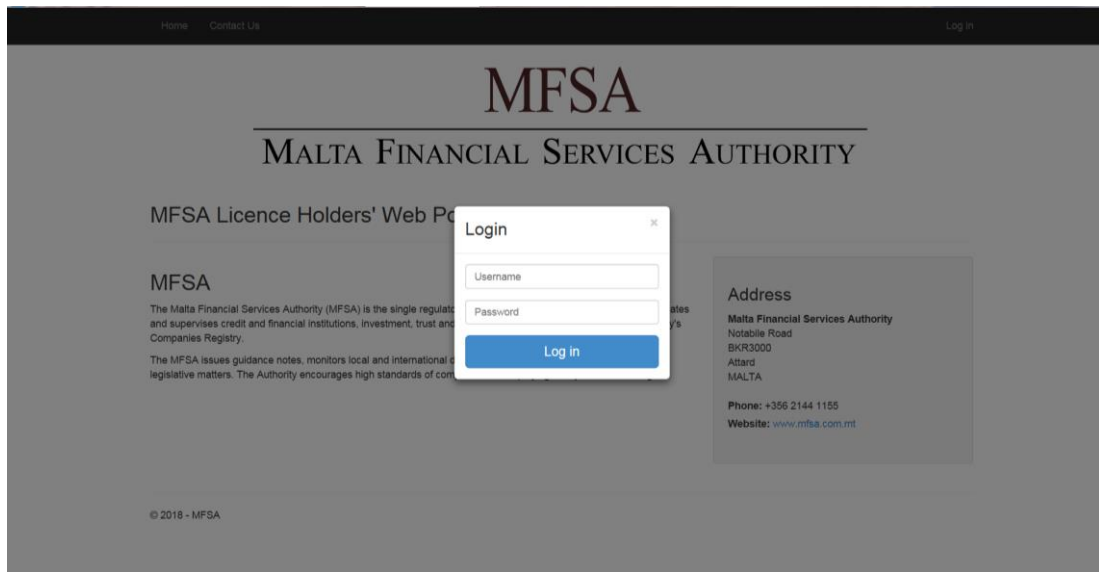 Home Contact Us Log in
MFSA
MALTA FINANCIAL SERVICES AUTHORITY
MFSA Licence Holders' Web
Login ×
Username
Password
Log in
MFSA
The Malta Financial Services Authority (MFSA) is the single
and supervises credit and financial institutions, investment, trust and
Companies Registry.
The MFSA issues guidance notes, monitors local and international
legislative matters. The Authority encourages high standards of
Address
Malta Financial Services Authority
Notabile Road
BKR3000
Attard
MALTA
Phone: +356 2144 1155
Website: www.mfsa.com.mt
© 2018 - MFSA